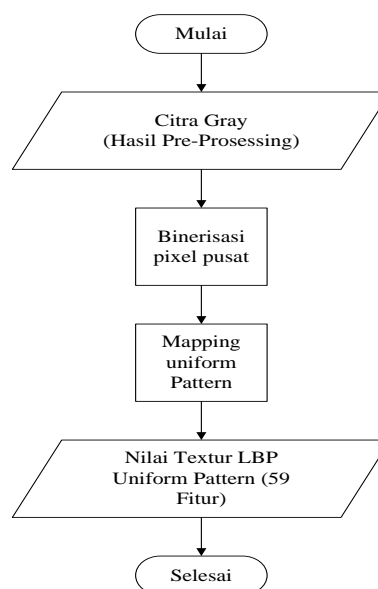 Mulai
Citra Gray
(Hasil Pre-Prosessing)
Binerisasi
pixel pusat
Mapping
uniform
Pattern
Nilai Textur LBP
Uniform Pattern (59
Fitur)
Selesai